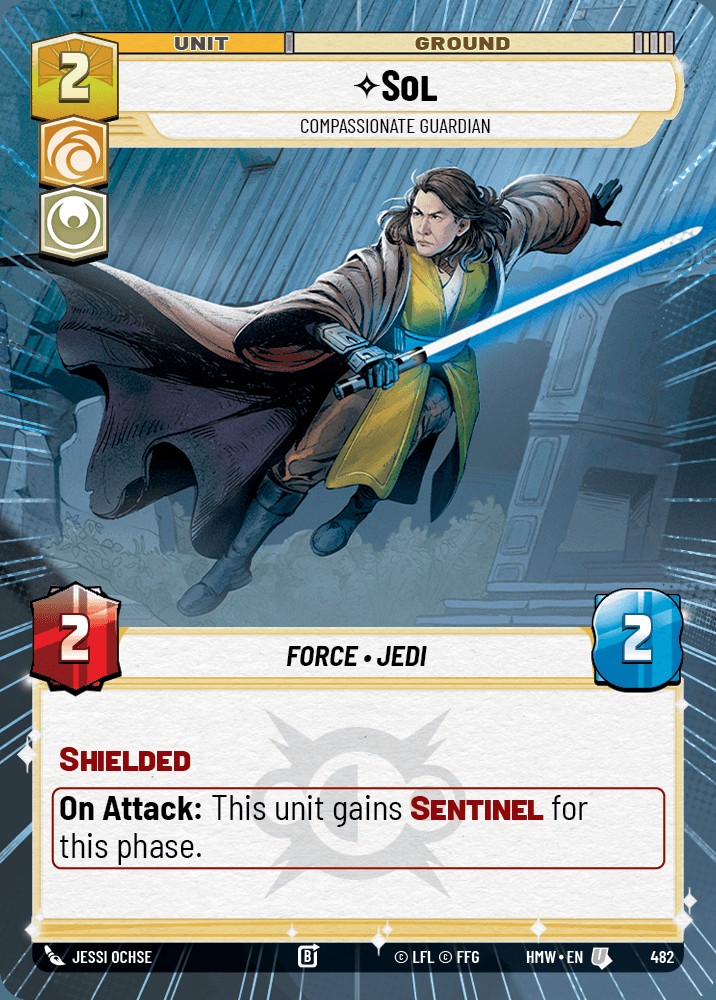 UNIT GROUND
2 ✧SOL
COMPASSIONATE GUARDIAN
2 FORCE • JEDI 2
SHIELDED
On Attack: This unit gains SENTINEL for
this phase.
JESSI OCHSE B © LFL © FFG HMW • EN U 482